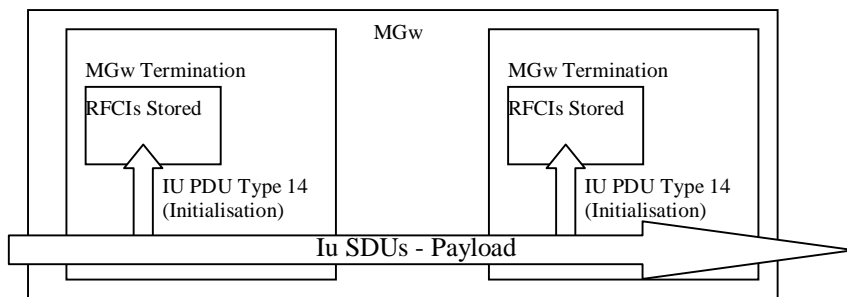 MGw
MGw Termination
RFCIs Stored
IU PDU Type 14
(Initialisation)
MGw Termination
RFCIs Stored
IU PDU Type 14
(Initialisation)
Iu SDUs - Payload